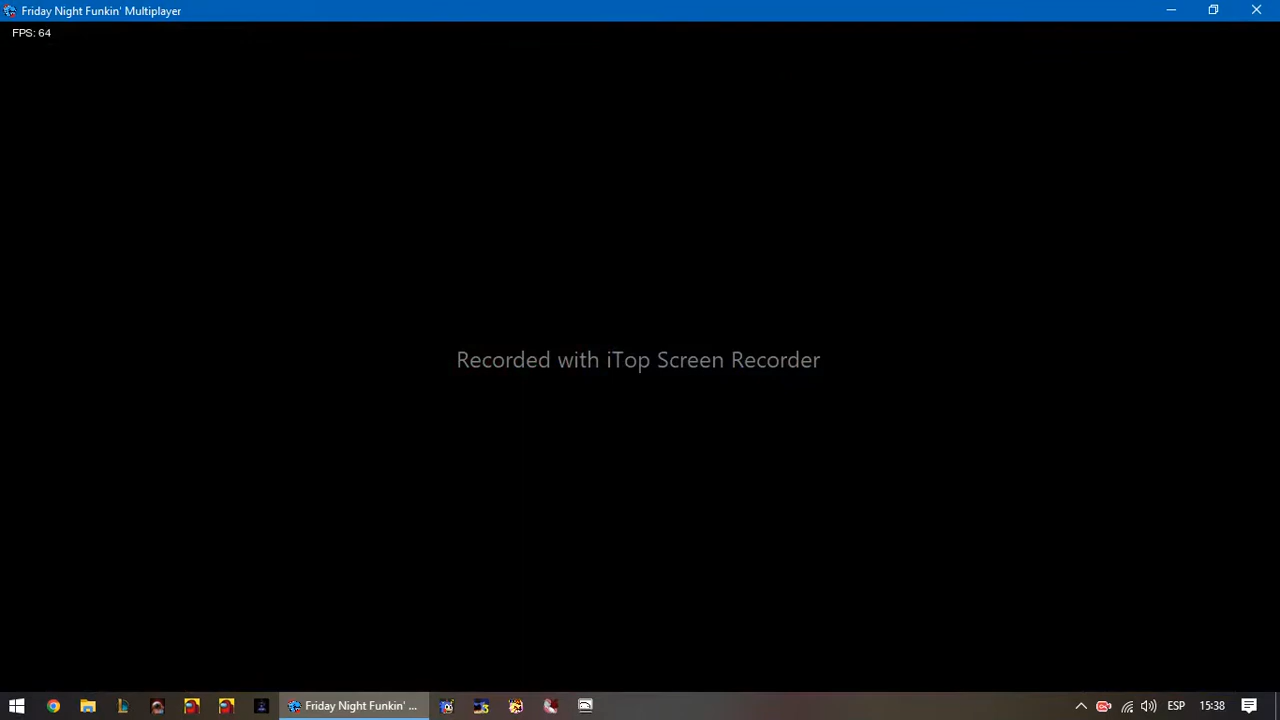 Friday Night Funkin' Multiplayer
FPS: 64
Recorded with iTop Screen Recorder
Friday Night Funkin' ...
ESP
15:38